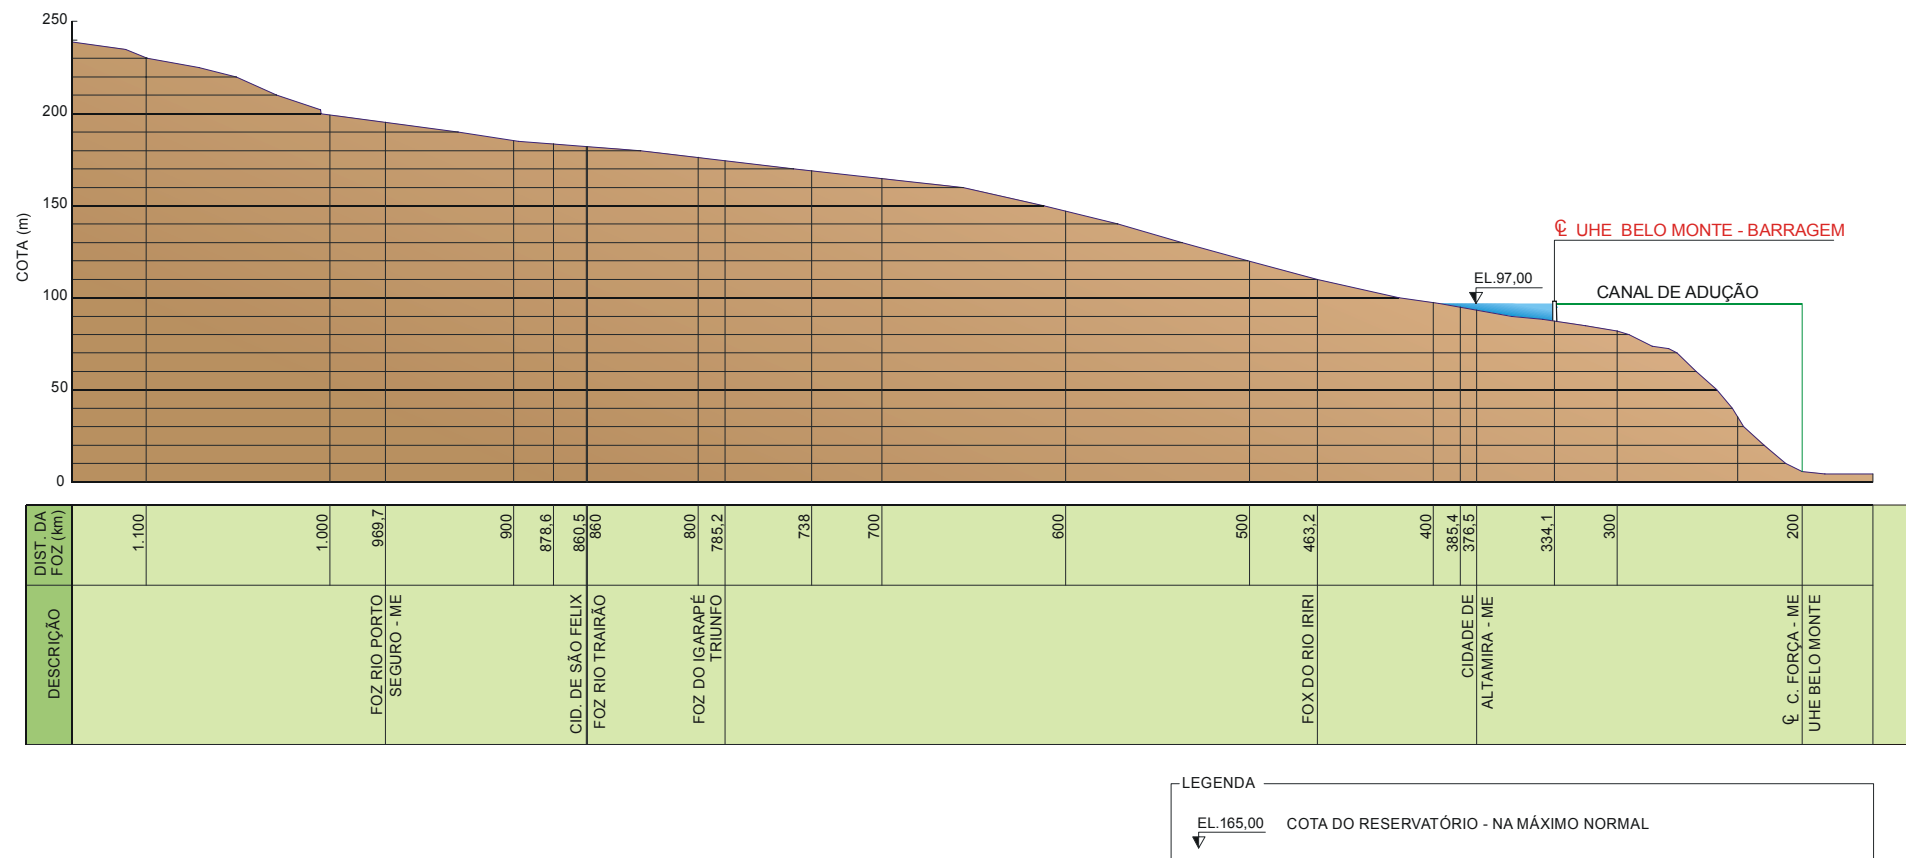 250
200
150
100
50
0
COTA (m)
℄ UHE BELO MONTE - BARRAGEM
EL.97,00
CANAL DE ADUÇÃO
DIST. DA
FOZ (km)
1.100
1.000
969,7
900
878,6
860,5
860
800
785,2
738
700
600
500
463,2
400
385,4
376,5
334,1
300
200
DESCRIÇÃO
FOZ RIO PORTO
SEGURO - ME
CID. DE SÃO FELIX
FOZ RIO TRAIRÃO
FOZ DO IGARAPÉ
TRIUNFO
FOX DO RIO IRIRI
CIDADE DE
ALTAMIRA - ME
℄ C. FORÇA - ME
UHE BELO MONTE
LEGENDA
EL.165,00 COTA DO RESERVATÓRIO - NA MÁXIMO NORMAL